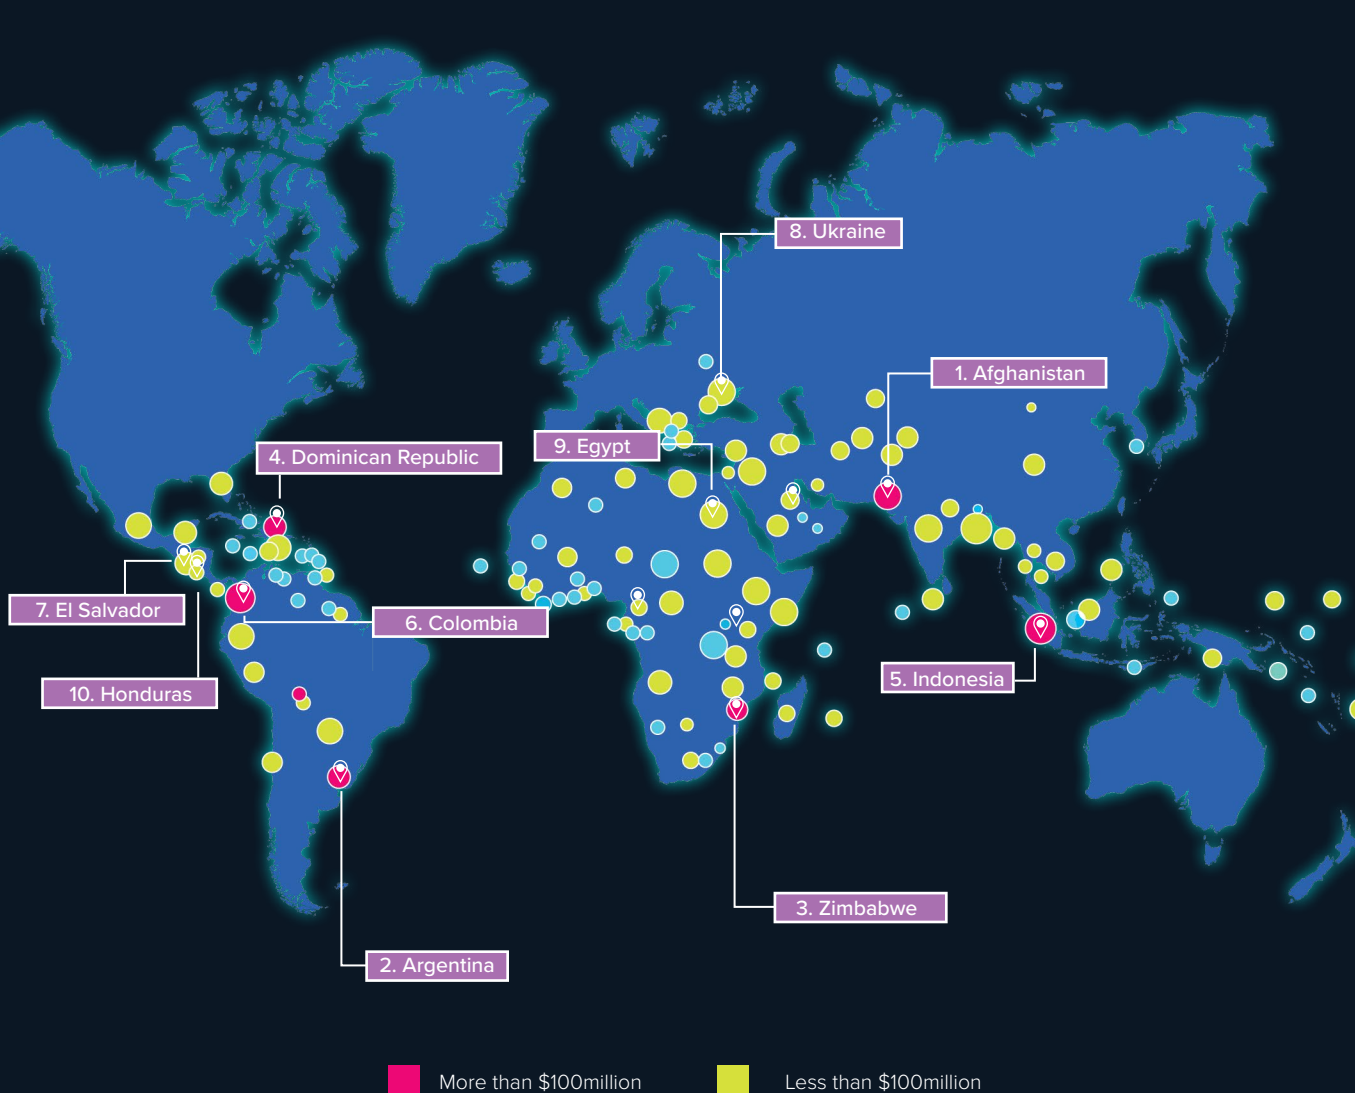 8. Ukraine
1. Afghanistan
9. Egypt
4. Dominican Republic
7. El Salvador
6. Colombia
10. Honduras
5. Indonesia
3. Zimbabwe
2. Argentina
More than $100million
Less than $100million